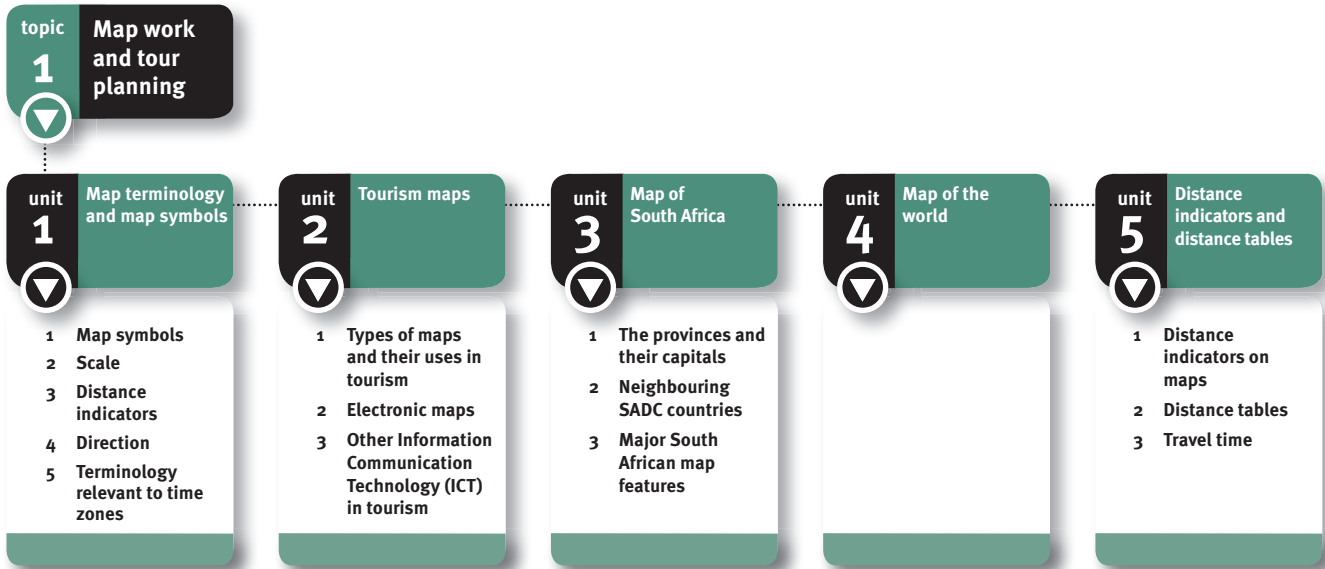 topic
1
Map work
and tour
planning
unit
1
Map terminology
and map symbols
1 Map symbols
2 Scale
3 Distance
indicators
4 Direction
5 Terminology
relevant to time
zones
unit
2
Tourism maps
1 Types of maps
and their uses in
tourism
2 Electronic maps
3 Other Information
Communication
Technology (ICT)
in tourism
unit
3
Map of
South Africa
1 The provinces and
their capitals
2 Neighbouring
SADC countries
3 Major South
African map
features
unit
4
Map of the
world
unit
5
Distance
indicators and
distance tables
1 Distance
indicators on
maps
2 Distance tables
3 Travel time